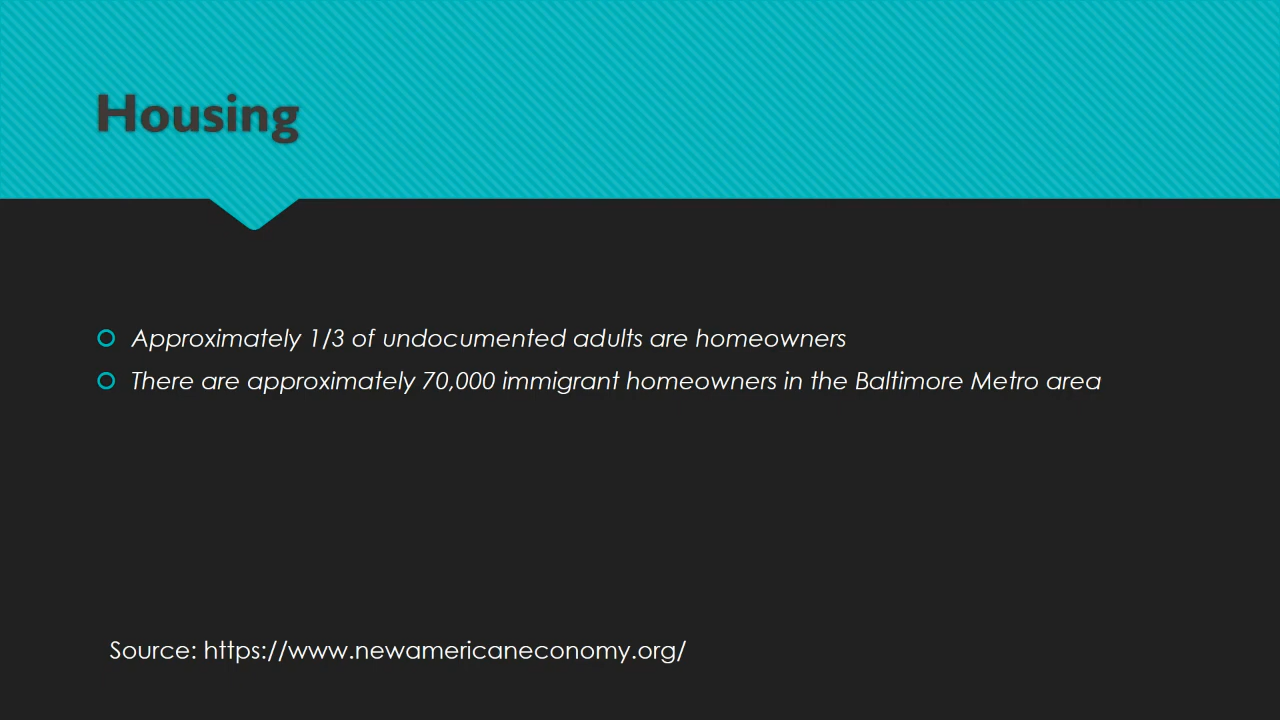 Housing
Approximately 1/3 of undocumented adults are homeowners
There are approximately 70,000 immigrant homeowners in the Baltimore Metro area
Source: https://www.newamericaneconomy.org/